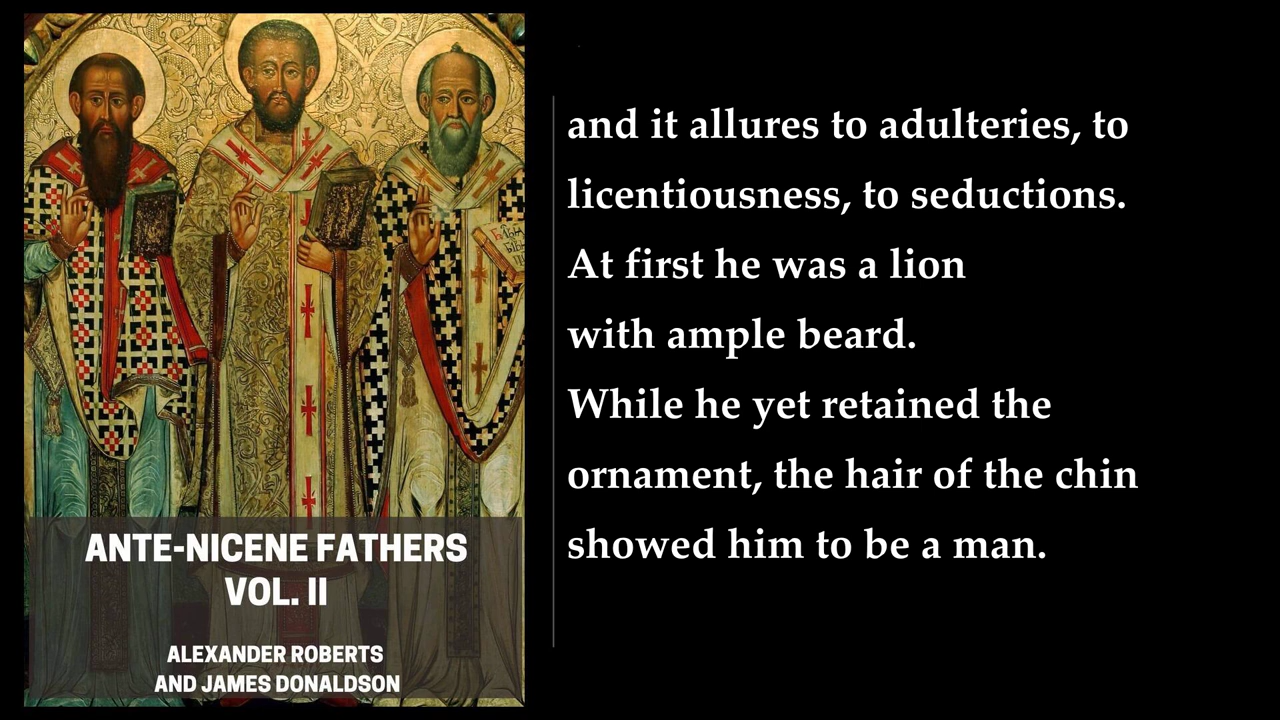 ANTE-NICENE FATHERS
VOL. II
ALEXANDER ROBERTS
AND JAMES DONALDSON
and it allures to adulteries, to
licentiousness, to seductions.
At first he was a lion
with ample beard.
While he yet retained the
ornament, the hair of the chin
showed him to be a man.